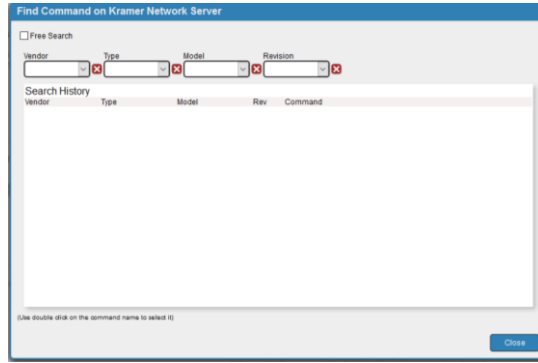 Find Command on Kramer Network Server
Free Search
Vendor Type Model Revision
Search History
Vendor Type Model Rev Command
(Use double click on the command name to select it)
Close